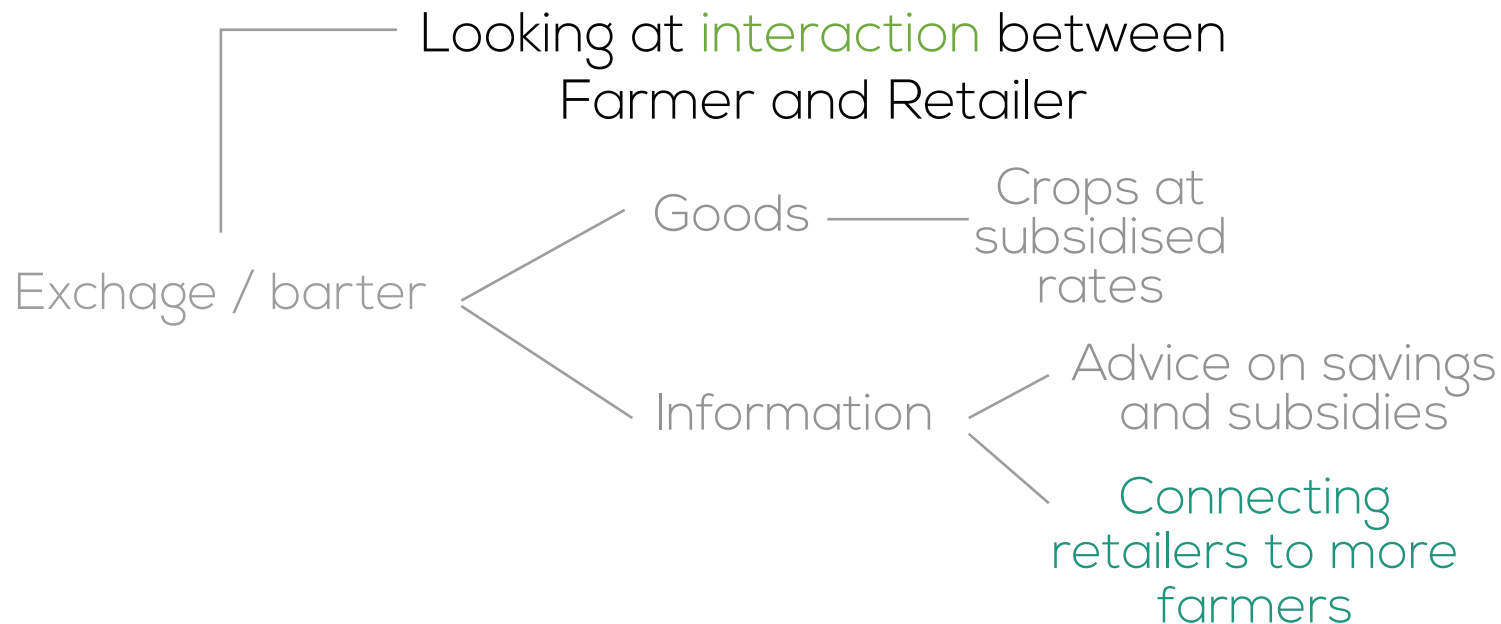 Looking at interaction between
Farmer and Retailer
Exchage / barter
Goods
Crops at
subsidised
rates
Information
Advice on savings
and subsidies
Connecting
retailers to more
farmers